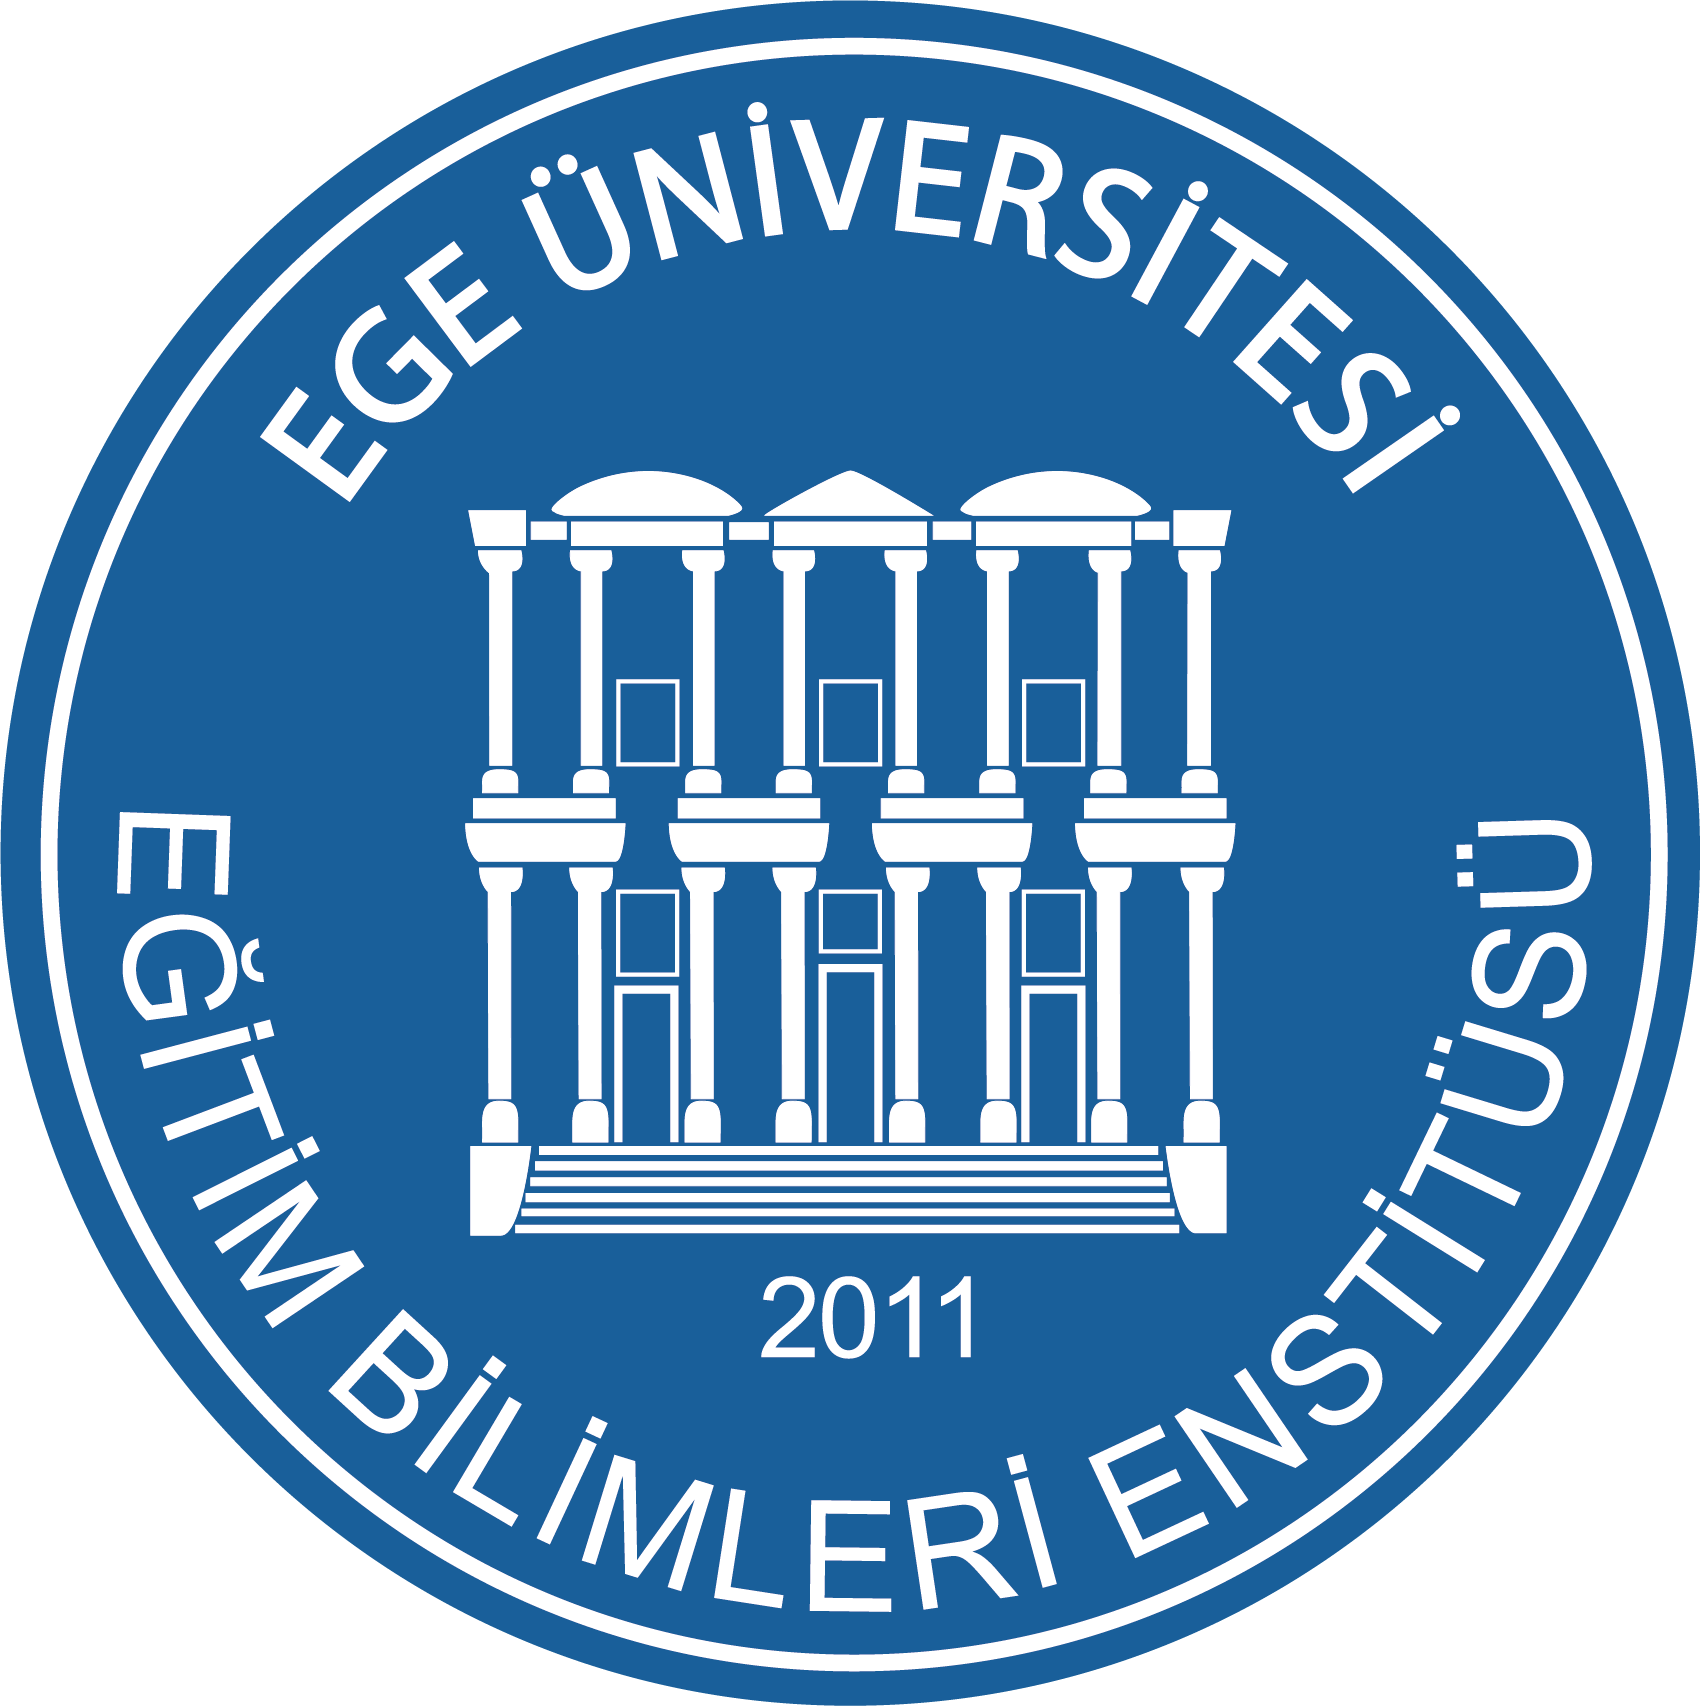 EGE ÜNİVERSİTESİ
2011
EĞİTİM BİLİMLERİ ENSTİTÜSÜ